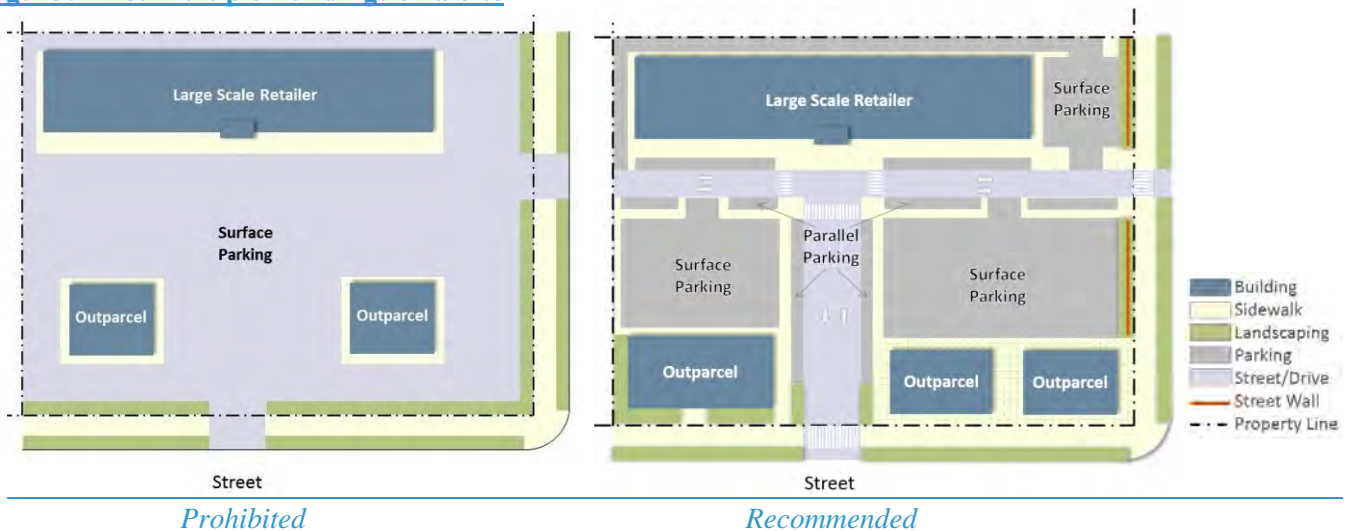 Large Scale Retailer
Surface
Parking
Outparcel
Outparcel
Street
Prohibited
Large Scale Retailer
Surface
Parking
Parallel
Parking
Surface
Parking
Surface
Parking
Outparcel
Outparcel
Outparcel
Street
Recommended
Building
Sidewalk
Landscaping
Parking
Street/Drive
Street Wall
Property Line